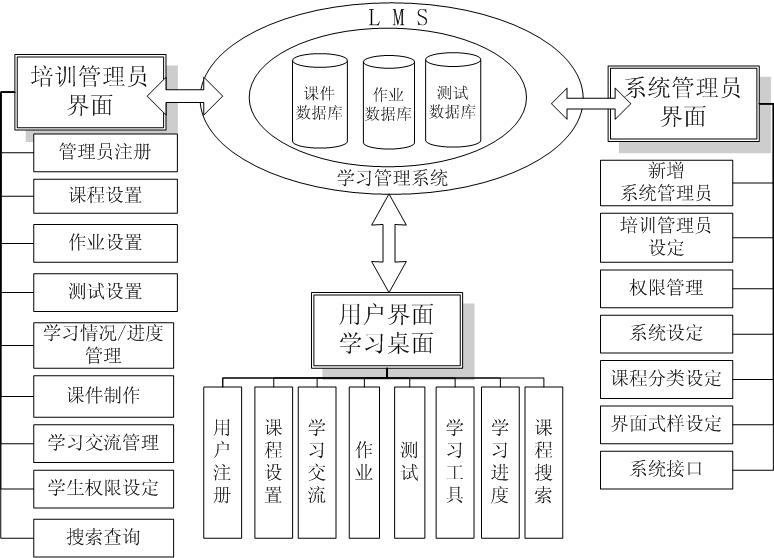 L M S
课件
数据库
作业
数据库
测试
数据库
学习管理系统
培训管理员
界面
管理员注册
课程设置
作业设置
测试设置
学习情况/进度
管理
课件制作
学习交流管理
学生权限设定
搜索查询
系统管理员
界面
新增
系统管理员
培训管理员
设定
权限管理
系统设定
课程分类设定
界面式样设定
系统接口
用户界面
学习桌面
用户注册
课程设置
学习交流
作业
测试
学习工具
学习进度
课程搜索